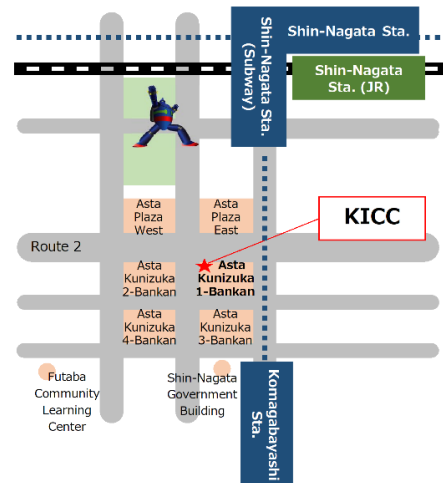 Shin-Nagata Sta.
Shin-Nagata Sta.
(Subway)
Shin-Nagata
Sta. (JR)
Asta
Plaza
West
Asta
Plaza
East
KICC
Route 2
Asta
Kunizuka
2-Bankan
Asta
Kunizuka
1-Bankan
Asta
Kunizuka
4-Bankan
Asta
Kunizuka
3-Bankan
Futaba
Community
Learning
Center
Shin-Nagata
Government
Building
Komagabayashi
Sta.